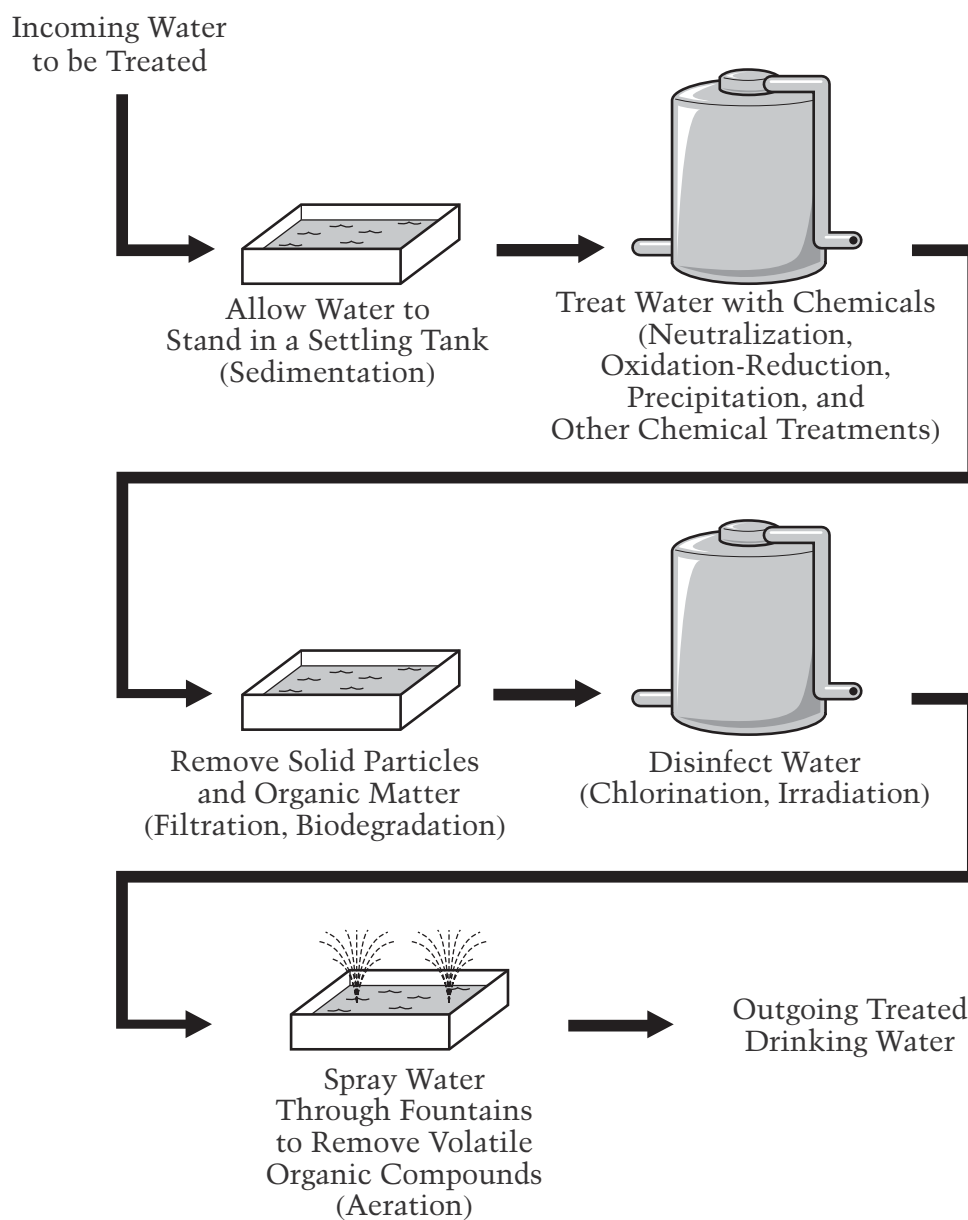 Incoming Water
to be Treated
Allow Water to
Stand in a Settling Tank
(Sedimentation)
Treat Water with Chemicals
(Neutralization,
Oxidation-Reduction,
Precipitation, and
Other Chemical Treatments)
Remove Solid Particles
and Organic Matter
(Filtration, Biodegradation)
Disinfect Water
(Chlorination, Irradiation)
Spray Water
Through Fountains
to Remove Volatile
Organic Compounds
(Aeration)
Outgoing Treated
Drinking Water